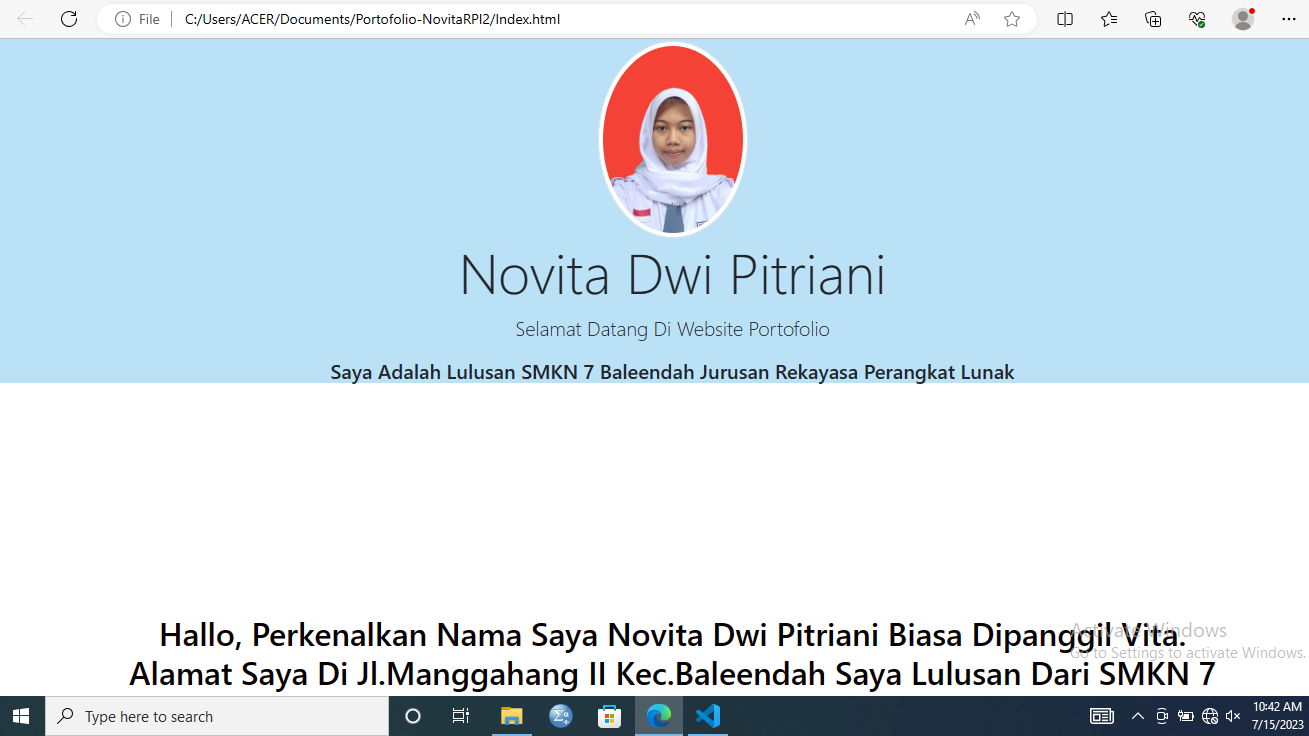 File
C:/Users/ACER/Documents/Portofolio-NovitaRPl2/Index.html
Novita Dwi Pitriani
Selamat Datang Di Website Portofolio
Saya Adalah Lulusan SMKN 7 Baleendah Jurusan Rekayasa Perangkat Lunak
Hallo, Perkenalkan Nama Saya Novita Dwi Pitriani Biasa Dipanggil Vita.
Alamat Saya Di Jl.Manggahang II Kec.Baleendah Saya Lulusan Dari SMKN 7
Activate Windows
Go to Settings to activate Windows.
Type here to search
10:42 AM
7/15/2023